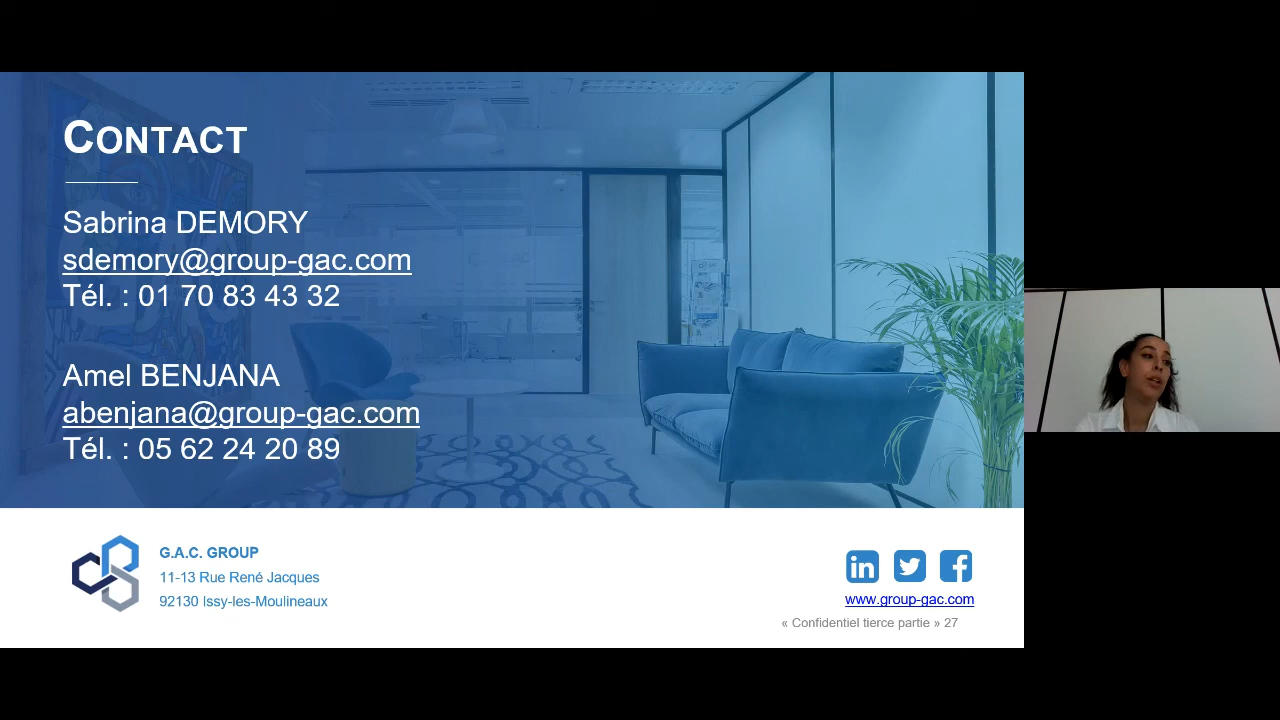 CONTACT
Sabrina DEMORY
sdemory@group-gac.com
Tél. : 01 70 83 43 32
Amel BENJANA
abenjana@group-gac.com
Tél. : 05 62 24 20 89
G.A.C. GROUP
11-13 Rue René Jacques
92130 Issy-les-Moulineaux
www.group-gac.com
« Confidentiel tierce partie » 27